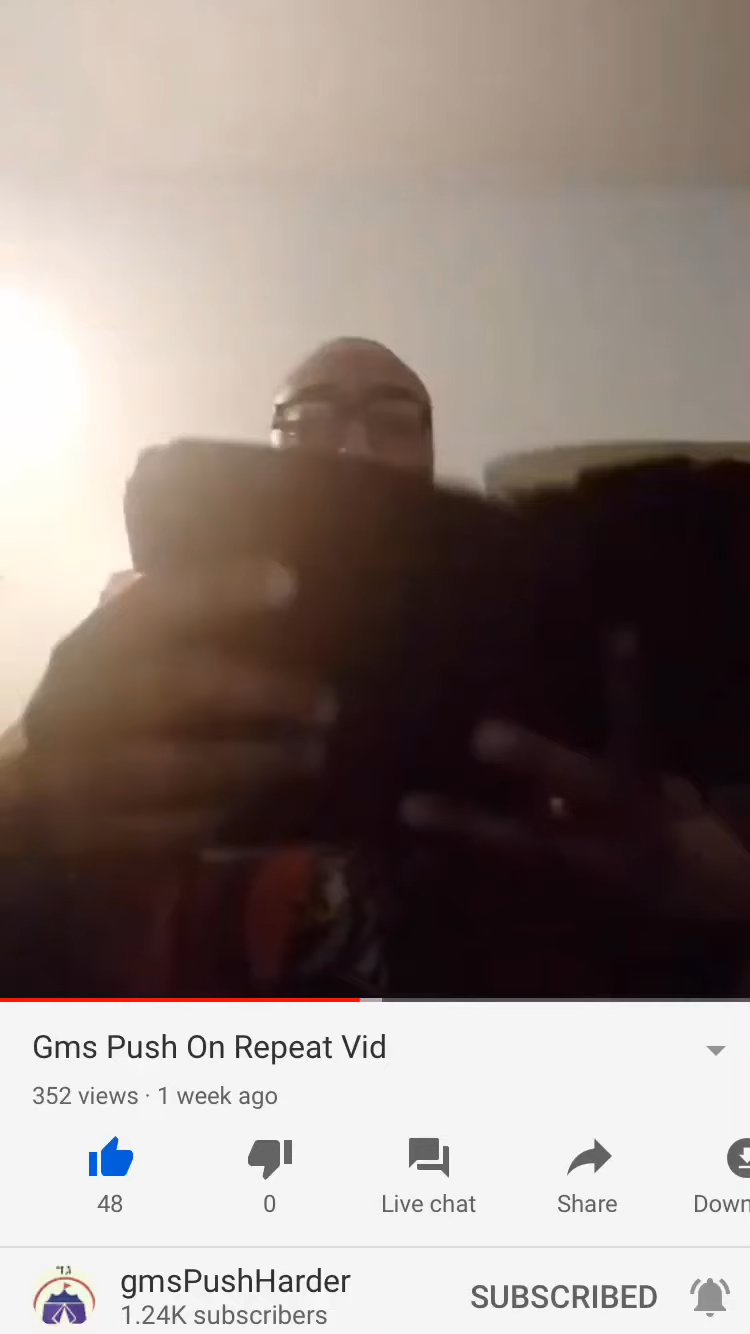 Gms Push On Repeat Vid
352 views · 1 week ago
48
0
Live chat
Share
Down
גד
gmsPushHarder
1.24K subscribers
SUBSCRIBED